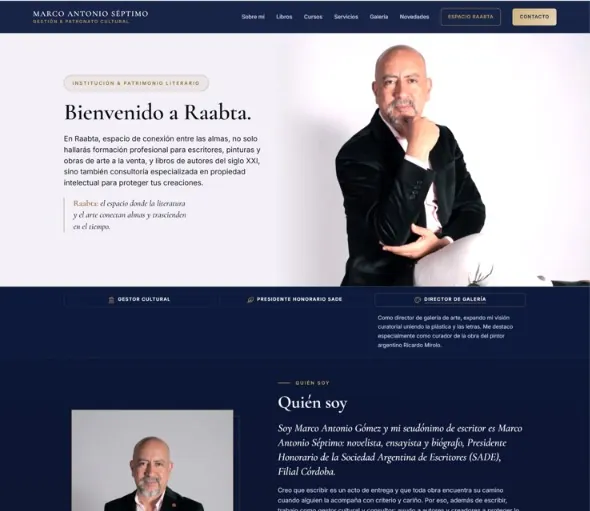 MARCO ANTONIO SÉPTIMO
GESTIÓN & PATRONATO CULTURAL
Sobre mí
Libros
Cursos
Servicios
Galería
Novedades
ESPACIO RAABTA
CONTACTO
INSTITUCIÓN & PATRIMONIO LITERARIO
Bienvenido a Raabta.
En Raabta, espacio de conexión entre las almas, no solo
hallarás formación profesional para escritores, pinturas y
obras de arte a la venta, y libros de autores del siglo XXI,
sino también consultoría especializada en propiedad
intelectual para proteger tus creaciones.
Raabta: el espacio donde la literatura
y el arte conectan almas y trascienden
en el tiempo.
GESTOR CULTURAL
PRESIDENTE HONORARIO SADE
DIRECTOR DE GALERÍA
Como director de galería de arte, expando mi visión
curatorial uniendo la plástica y las letras. Me destaco
especialmente como curador de la obra del pintor
argentino Ricardo Mirolo.
QUIÉN SOY
Quién soy
Soy Marco Antonio Gómez y mi seudónimo de escritor es Marco
Antonio Séptimo: novelista, ensayista y biógrafo, Presidente
Honorario de la Sociedad Argentina de Escritores (SADE),
Filial Córdoba.
Creo que escribir es un acto de entrega y que toda obra encuentra su camino
cuando alguien la acompaña con criterio y cariño. Por eso, además de escribir,